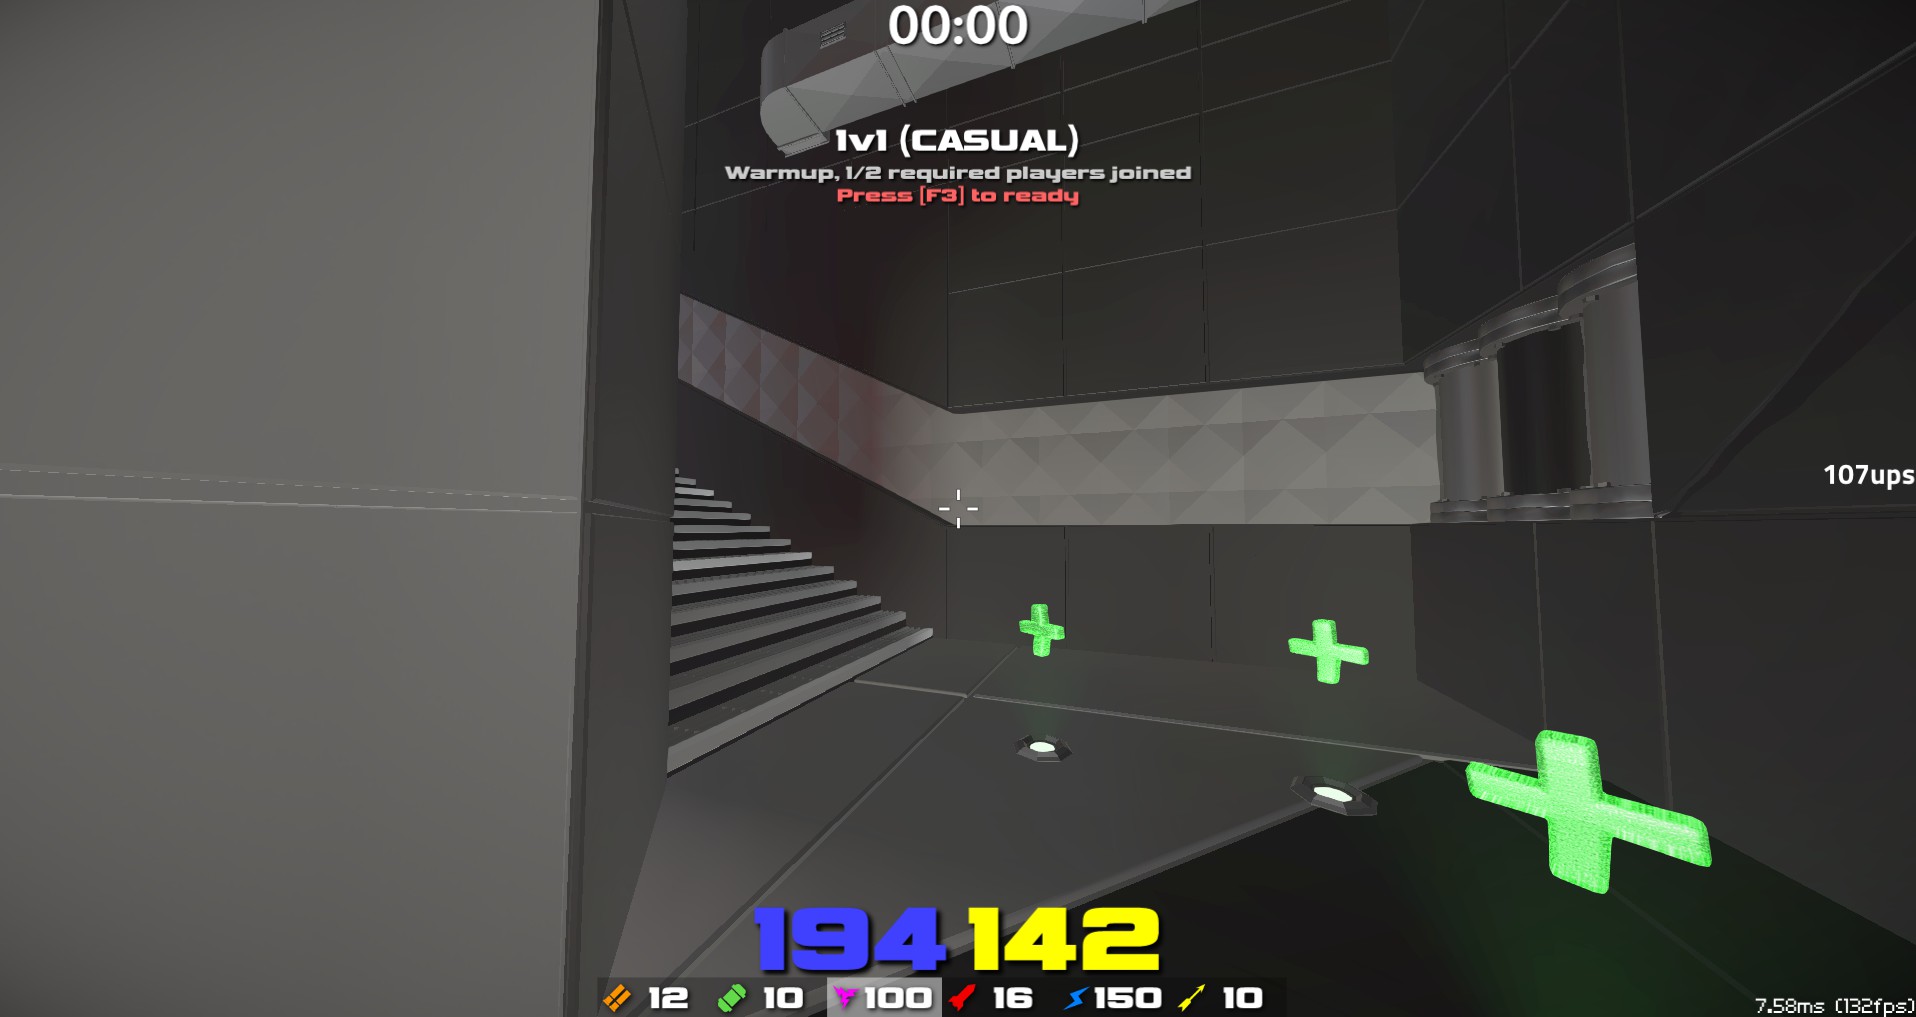 00:00
1v1 (CASUAL)
Warmup, 1/2 required players joined
Press [F3] to ready
107ups
194 142
12 10 100 16 150 10
7.58ms (132fps)